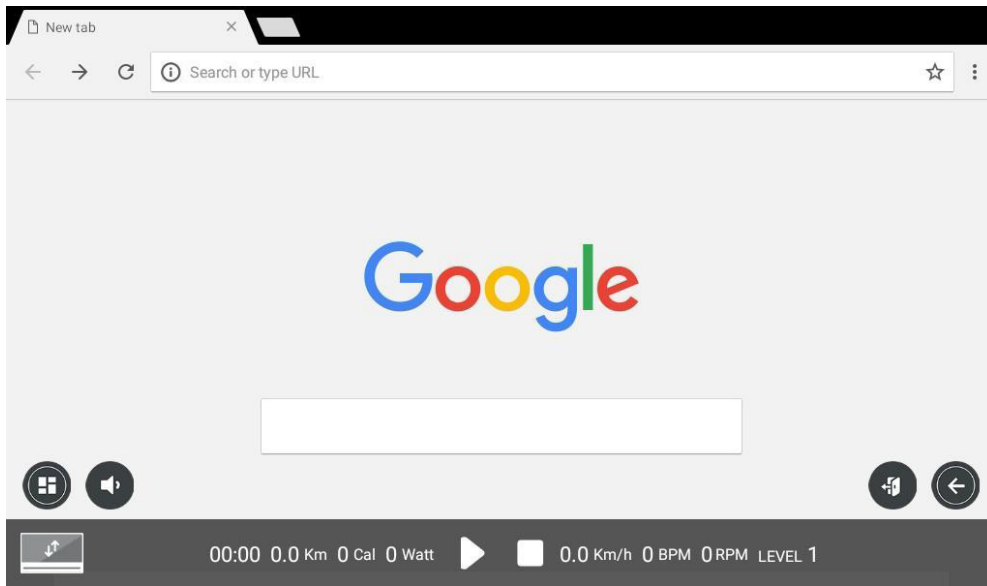 New tab
Search or type URL
Google
00:00 0.0 Km 0 Cal 0 Watt 0.0 Km/h 0 BPM 0 RPM LEVEL 1